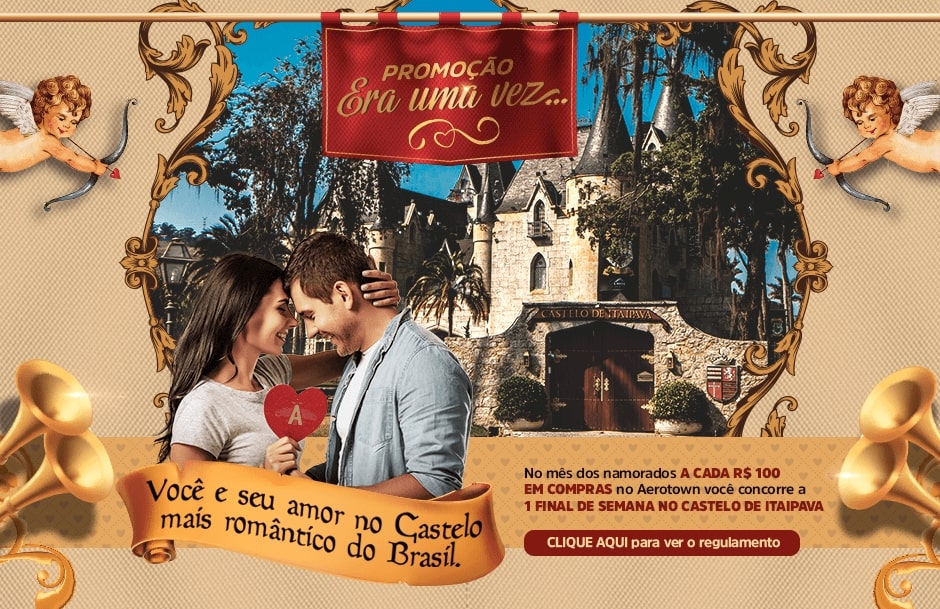 PROMOÇÃO
Era uma vez...
CASTELO DE ITAIPAVA
A
Você e seu amor no Castelo
mais romântico do Brasil.
No mês dos namorados A CADA R$ 100
EM COMPRAS no Aerotown você concorre a
1 FINAL DE SEMANA NO CASTELO DE ITAIPAVA
CLIQUE AQUI para ver o regulamento